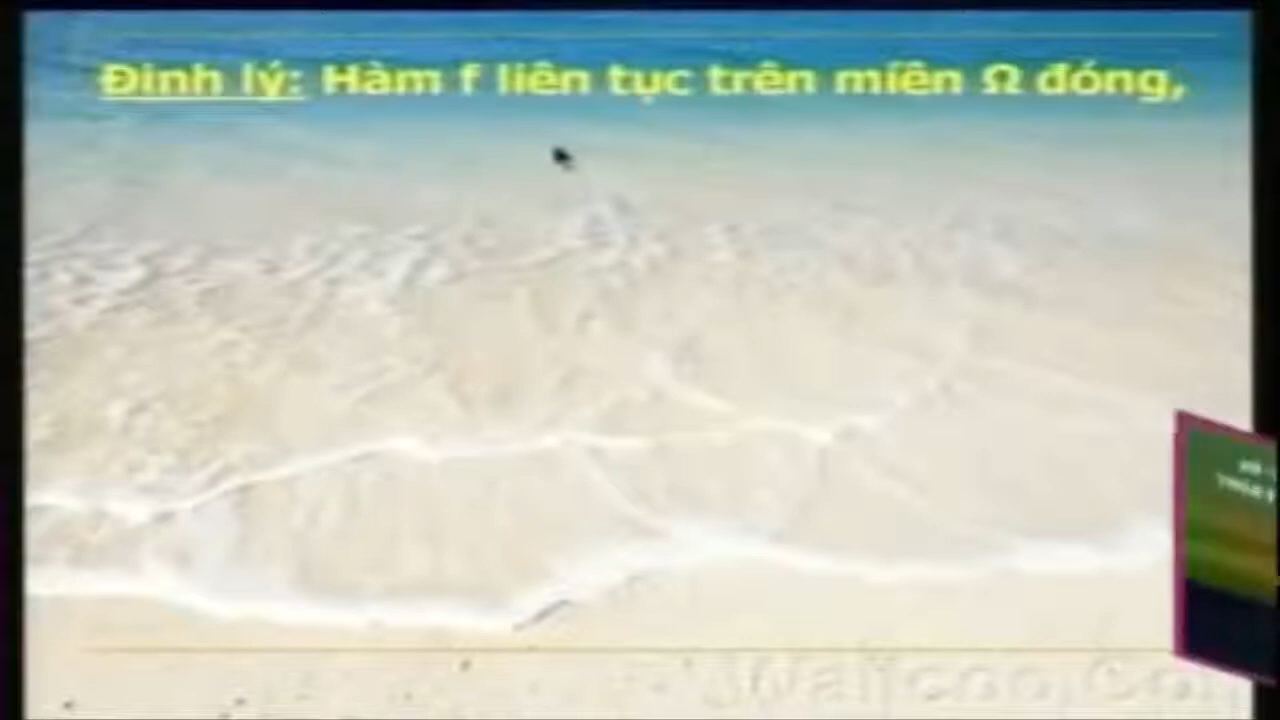 Định lý: Hàm f liên tục trên miền Ω đóng,